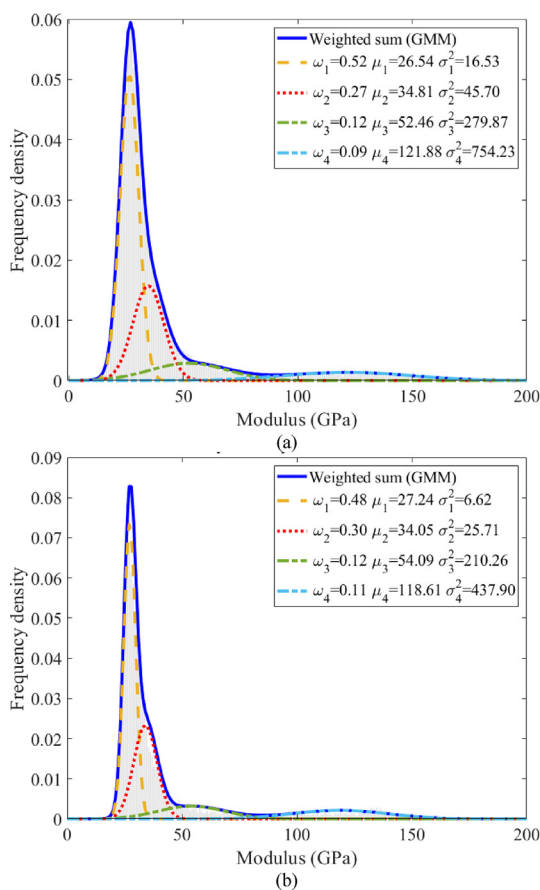 0.06
0.05
0.04
0.03
0.02
0.01
0
Frequency density
Weighted sum (GMM)
ω1=0.52 μ1=26.54 σ1²=16.53
ω2=0.27 μ2=34.81 σ2²=45.70
ω3=0.12 μ3=52.46 σ3²=279.87
ω4=0.09 μ4=121.88 σ4²=754.23
0 50 100 150 200
Modulus (GPa)
(a)
0.09
0.08
0.07
0.06
0.05
0.04
0.03
0.02
0.01
0
Frequency density
Weighted sum (GMM)
ω1=0.48 μ1=27.24 σ1²=6.62
ω2=0.30 μ2=34.05 σ2²=25.71
ω3=0.12 μ3=54.09 σ3²=210.26
ω4=0.11 μ4=118.61 σ4²=437.90
0 50 100 150 200
Modulus (GPa)
(b)